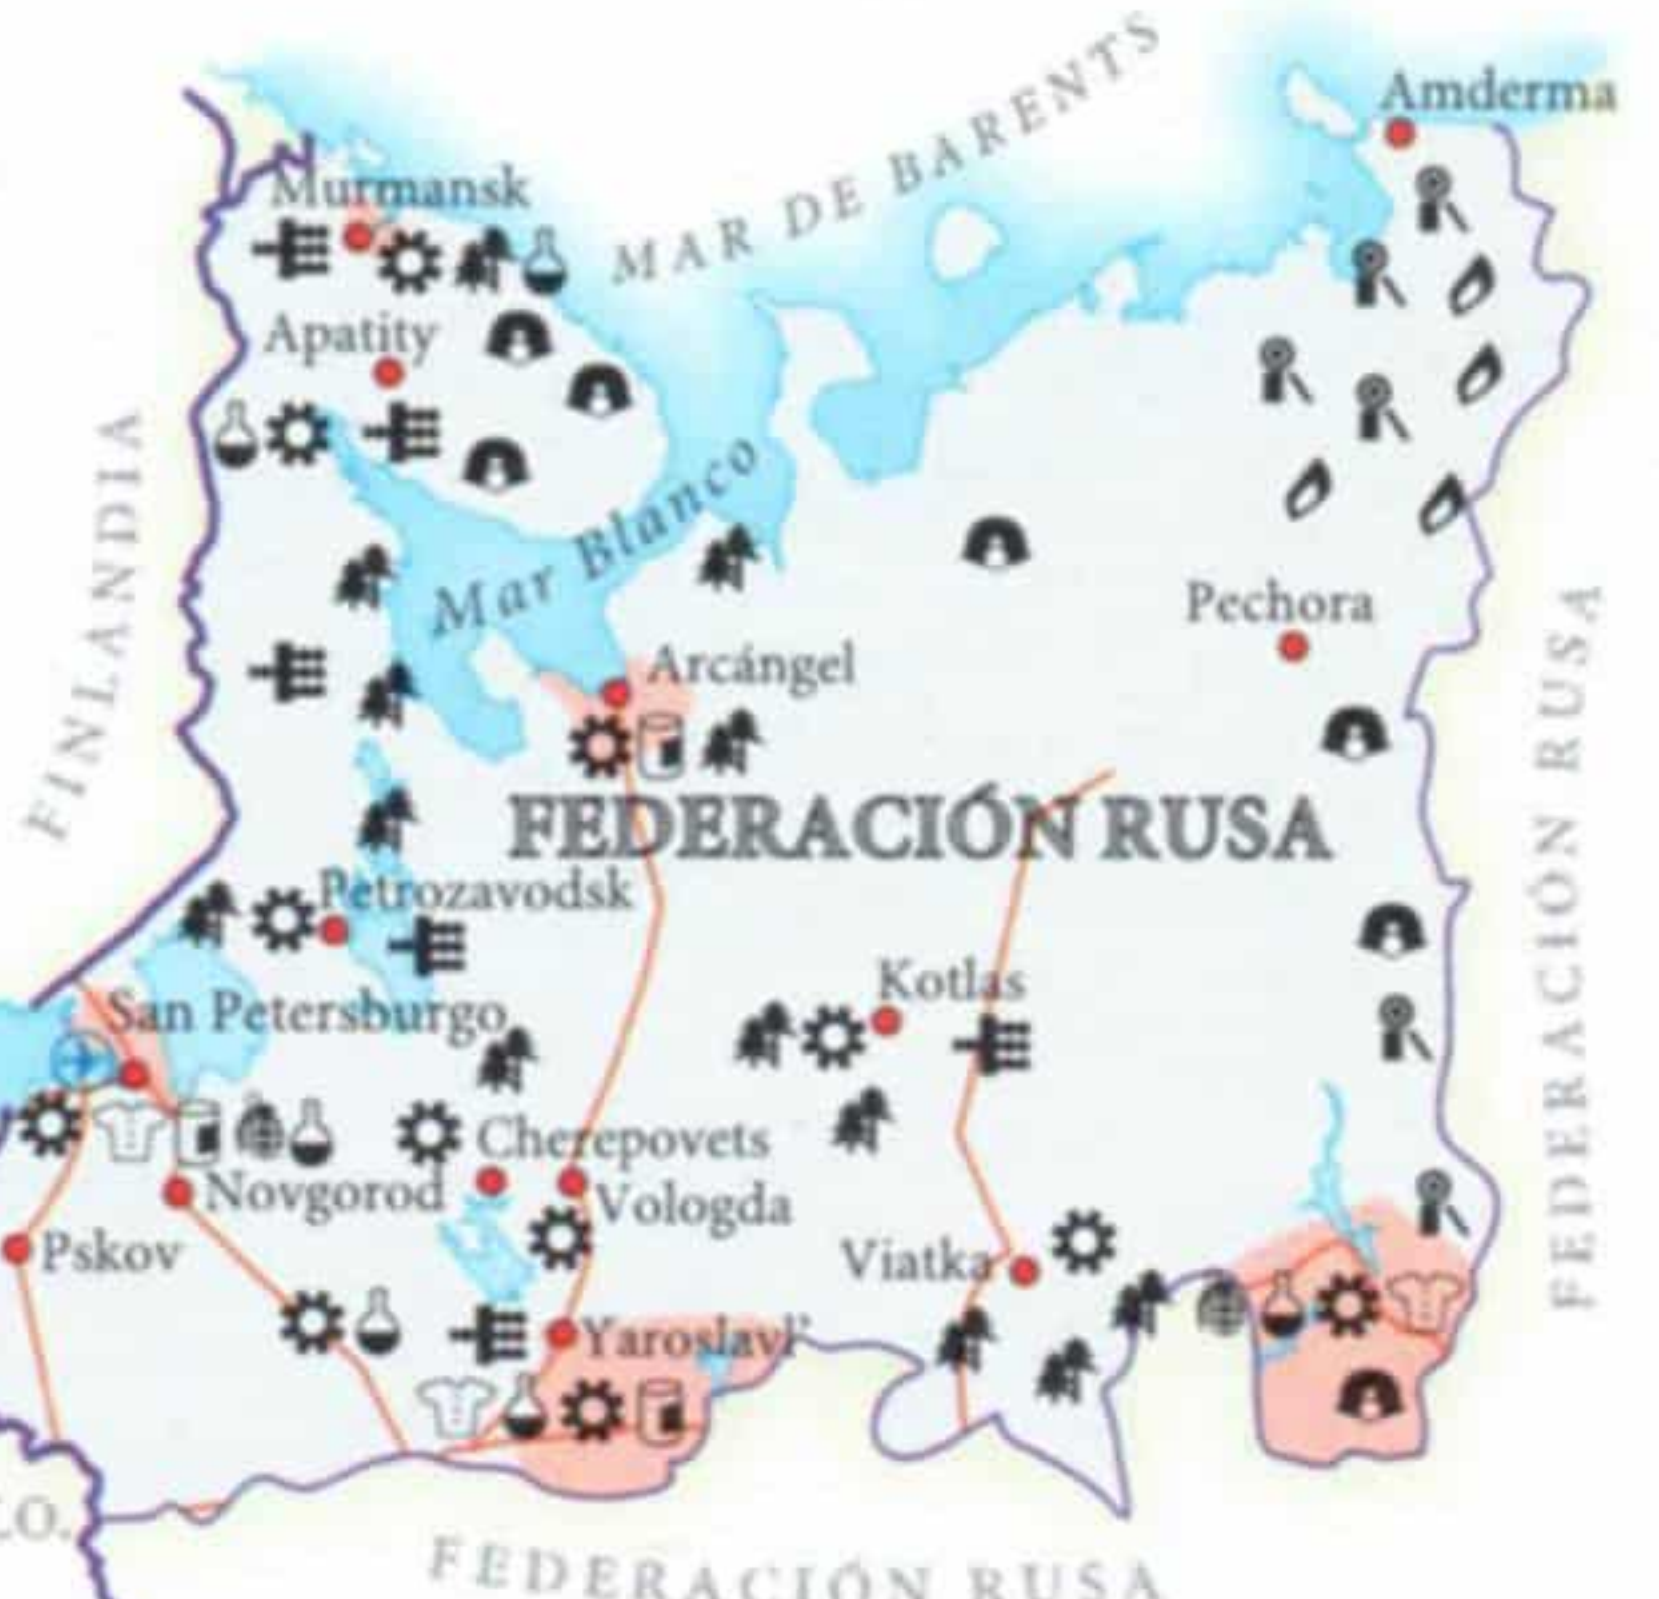 MAR DE BARENTS
Amderma
Murmansk
Apatity
FINLANDIA
Mar Blanco
Pechora
Arcángel
FEDERACIÓN RUSA
FEDERACIÓN RUSA
Petrozavodsk
Kotlas
San Petersburgo
Cherepovets
Novgorod
Vologda
Pskov
Viatka
Yaroslavl'
O.
FEDERACIÓN RUSA